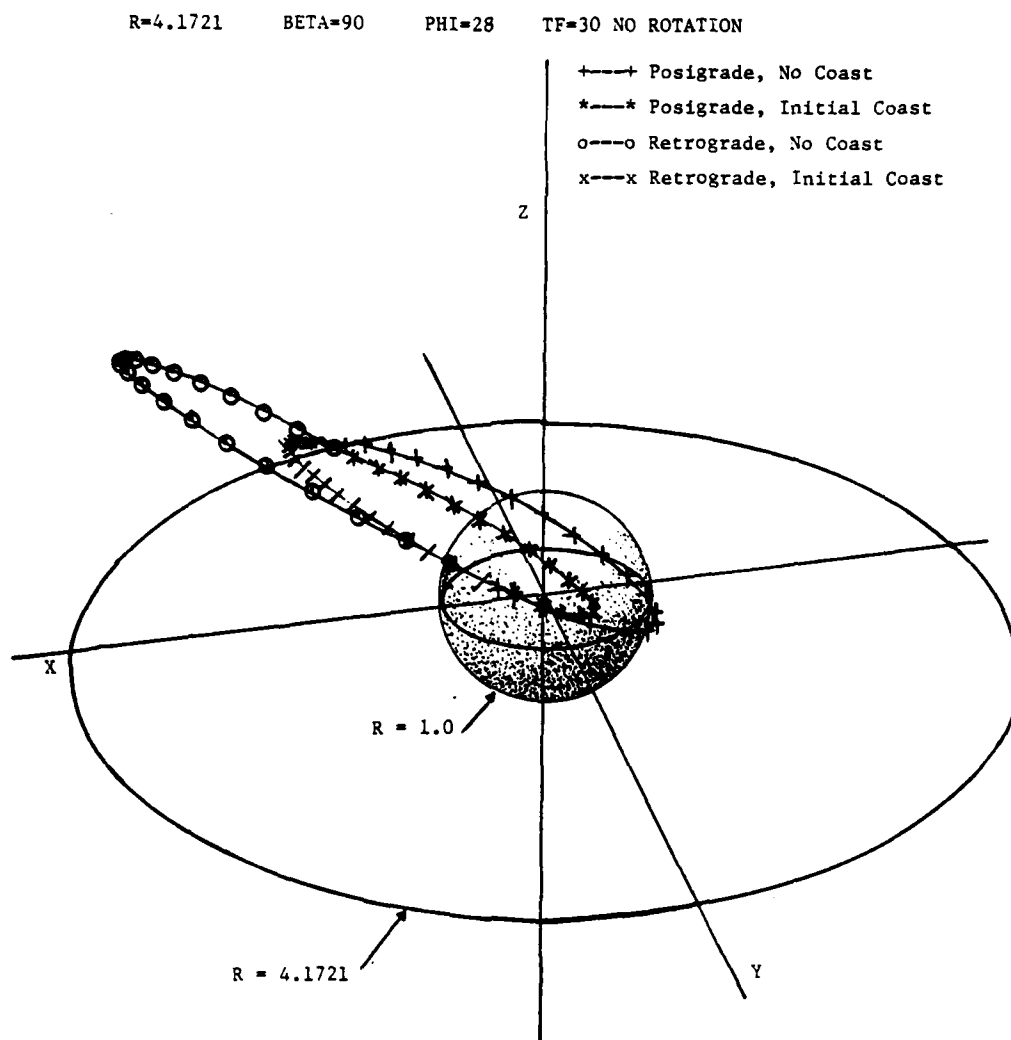 R=4.1721 BETA=90 PHI=28 TF=30 NO ROTATION
+---+ Posigrade, No Coast
*---* Posigrade, Initial Coast
o---o Retrograde, No Coast
x---x Retrograde, Initial Coast
Z
X
R = 1.0
R = 4.1721
Y